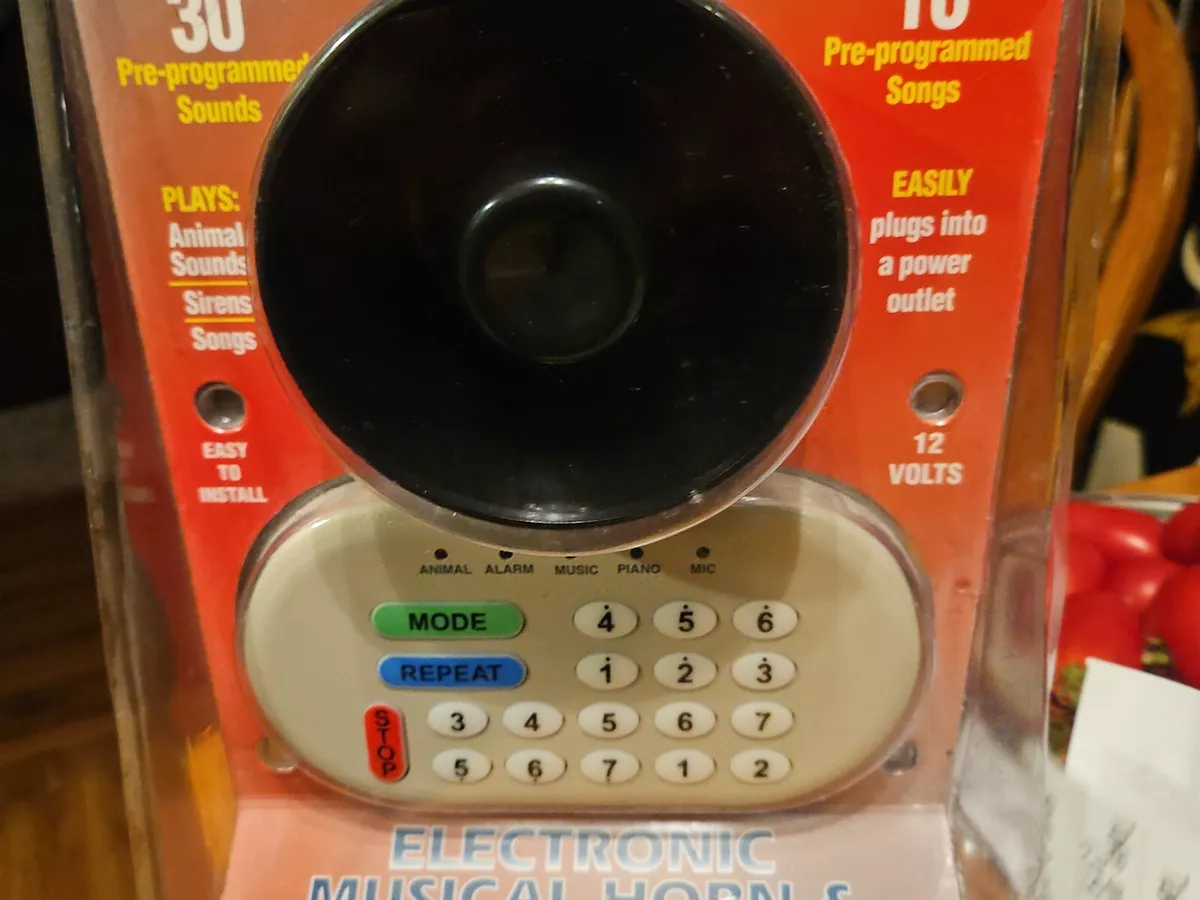 30
Pre-programmed
Sounds
PLAYS:
Animal
Sounds
Sirens
Songs
EASY
TO
INSTALL
Pre-programmed
Songs
EASILY
plugs into
a power
outlet
12
VOLTS
ANIMAL ALARM MUSIC PIANO MIC
MODE 4 5 6
REPEAT 1 2 3
STOP
3 4 5 6 7
5 6 7 1 2
ELECTRONIC
MUSICAL HORN &